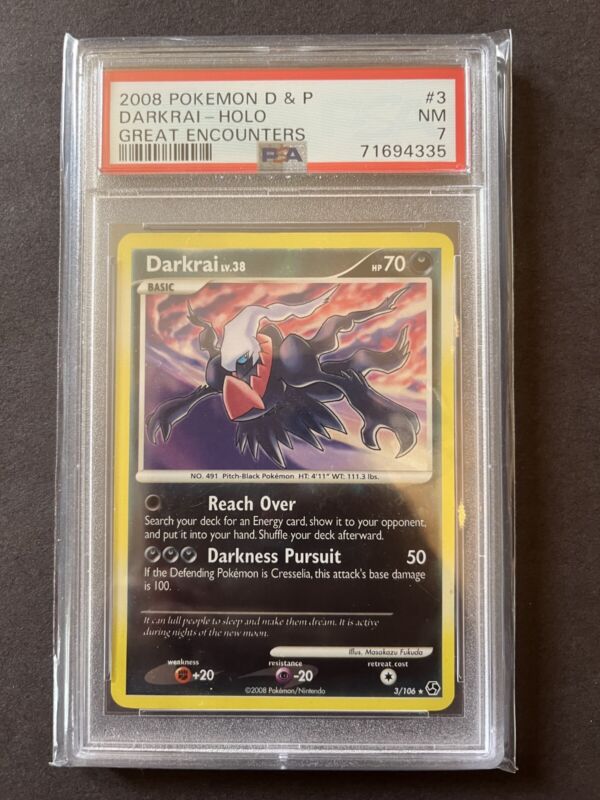 2008 POKEMON D & P #3
DARKRAI-HOLO NM
GREAT ENCOUNTERS 7
PSA 71694335
Darkrai LV.38 HP 70
BASIC
NO. 491 Pitch-Black Pokémon HT: 4'11" WT: 111.3 lbs.
Reach Over
Search your deck for an Energy card, show it to your opponent,
and put it into your hand. Shuffle your deck afterward.
Darkness Pursuit 50
If the Defending Pokémon is Cresselia, this attack's base damage
is 100.
It can lull people to sleep and make them dream. It is active
during nights of the new moon.
Illus. Masakazu Fukuda
weakness resistance retreat cost
+20 -20
©2008 Pokémon/Nintendo 3/106 ★